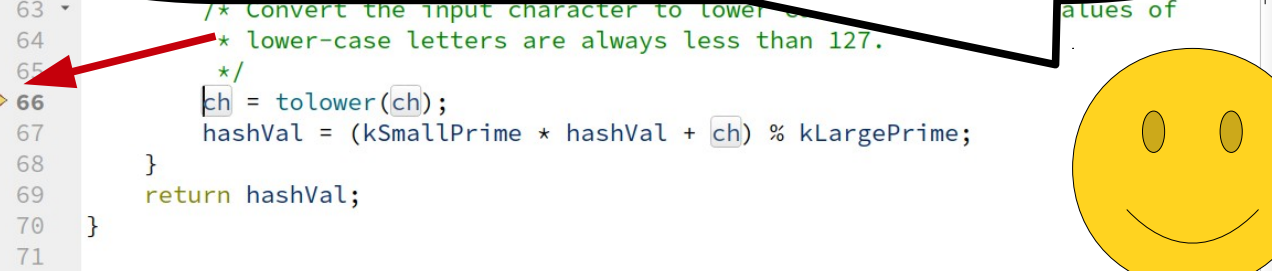 63 /* Convert the input character to lower alues of
64 * lower-case letters are always less than 127.
65 */
66 ch = tolower(ch);
67 hashVal = (kSmallPrime * hashVal + ch) % kLargePrime;
68 }
69 return hashVal;
70 }
71